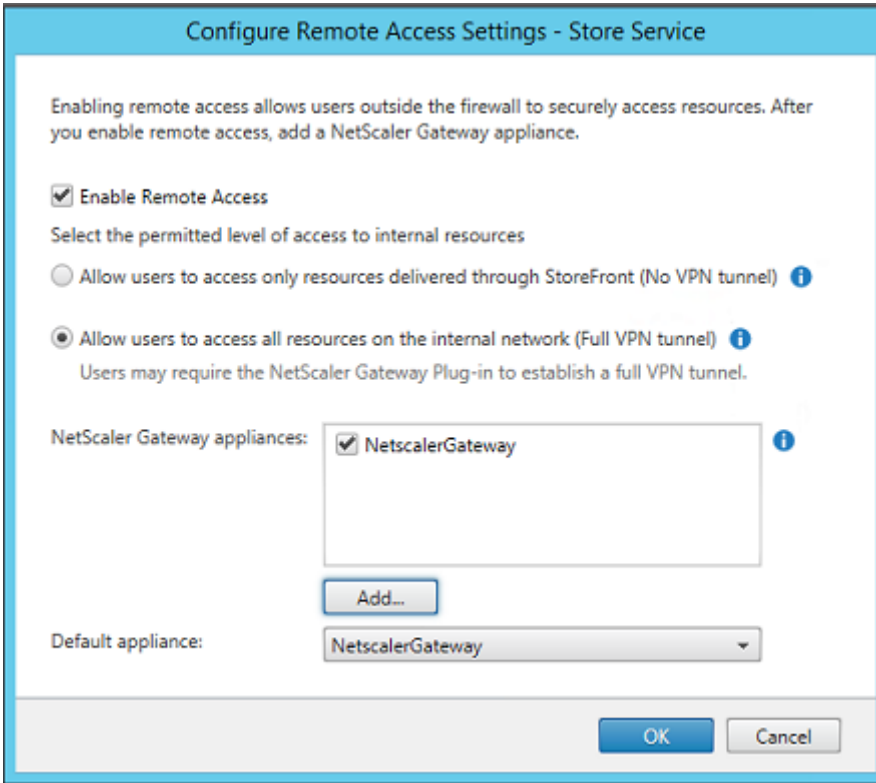 Configure Remote Access Settings - Store Service
Enabling remote access allows users outside the firewall to securely access resources. After
you enable remote access, add a NetScaler Gateway appliance.
Enable Remote Access
Select the permitted level of access to internal resources
Allow users to access only resources delivered through StoreFront (No VPN tunnel)
Allow users to access all resources on the internal network (Full VPN tunnel)
Users may require the NetScaler Gateway Plug-in to establish a full VPN tunnel.
NetScaler Gateway appliances:
NetscalerGateway
Add...
Default appliance:
NetscalerGateway
OK
Cancel